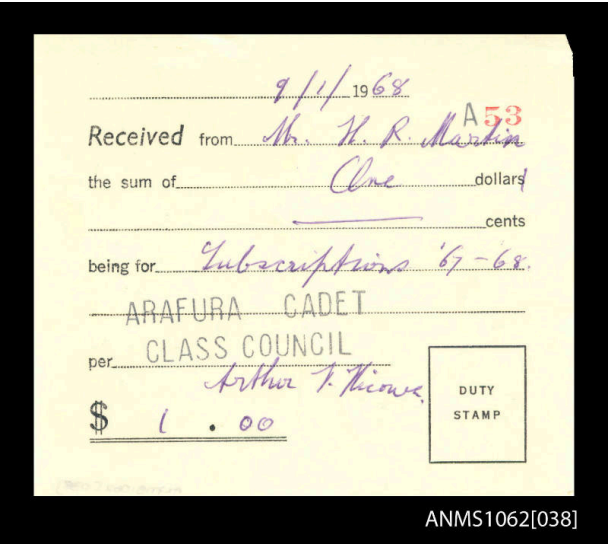 9/1/1968
A53
Received from Mr. H. R. Martin
the sum of One dollars
cents
being for Subscriptions '67-68.
ARAFURA CADET
CLASS COUNCIL
per
Arthur
DUTY
STAMP
$ 1.00
ANMS1062[038]